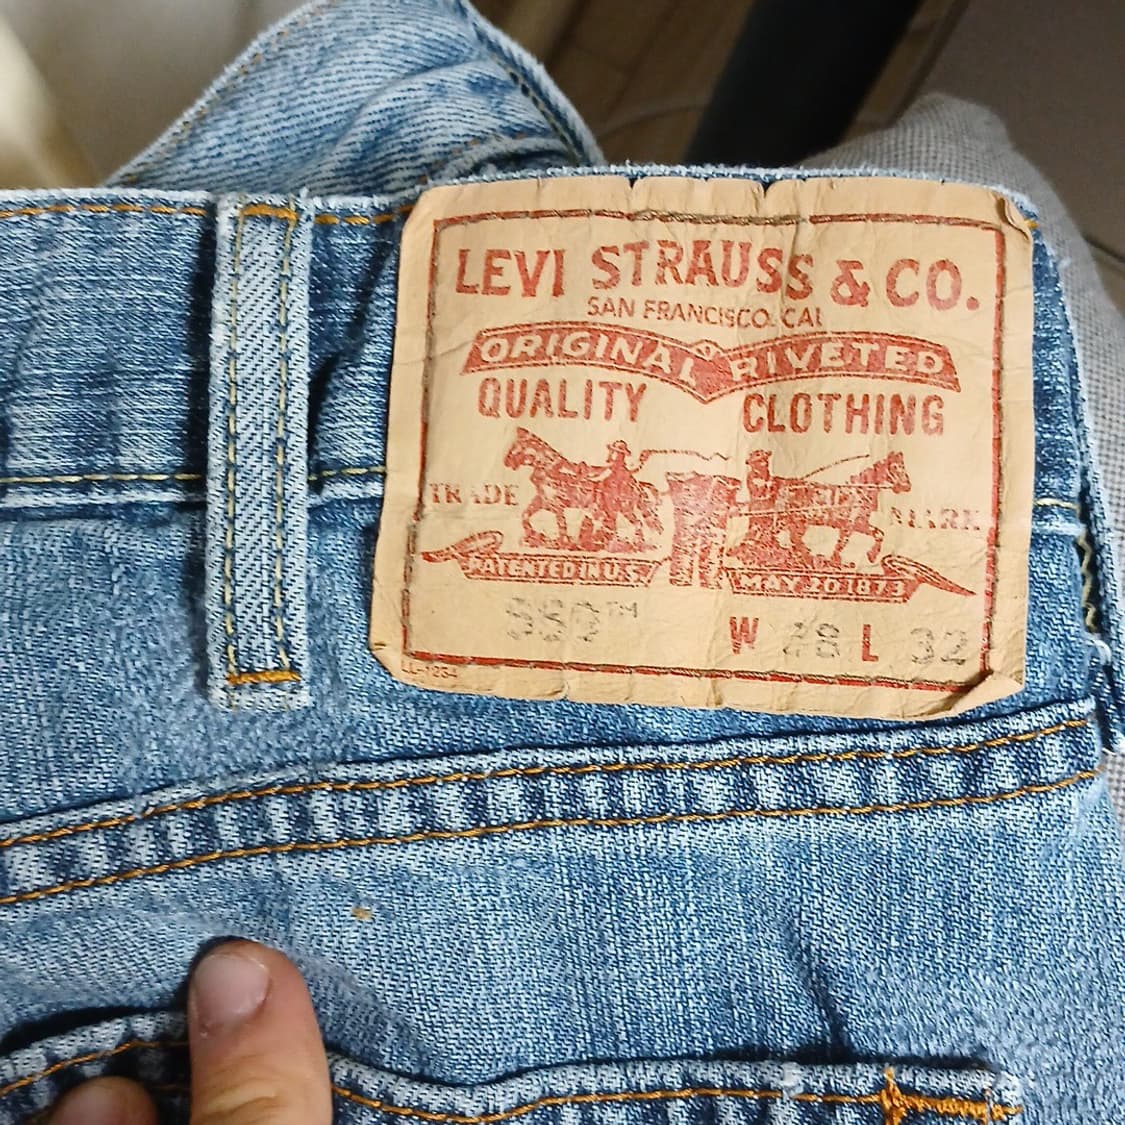 LEVI STRAUSS & CO.
SAN FRANCISCO. CAL
ORIGINAL RIVETED
QUALITY CLOTHING
TRADE MARK
PATENTED IN U.S. MAY 20 1873
W L 32